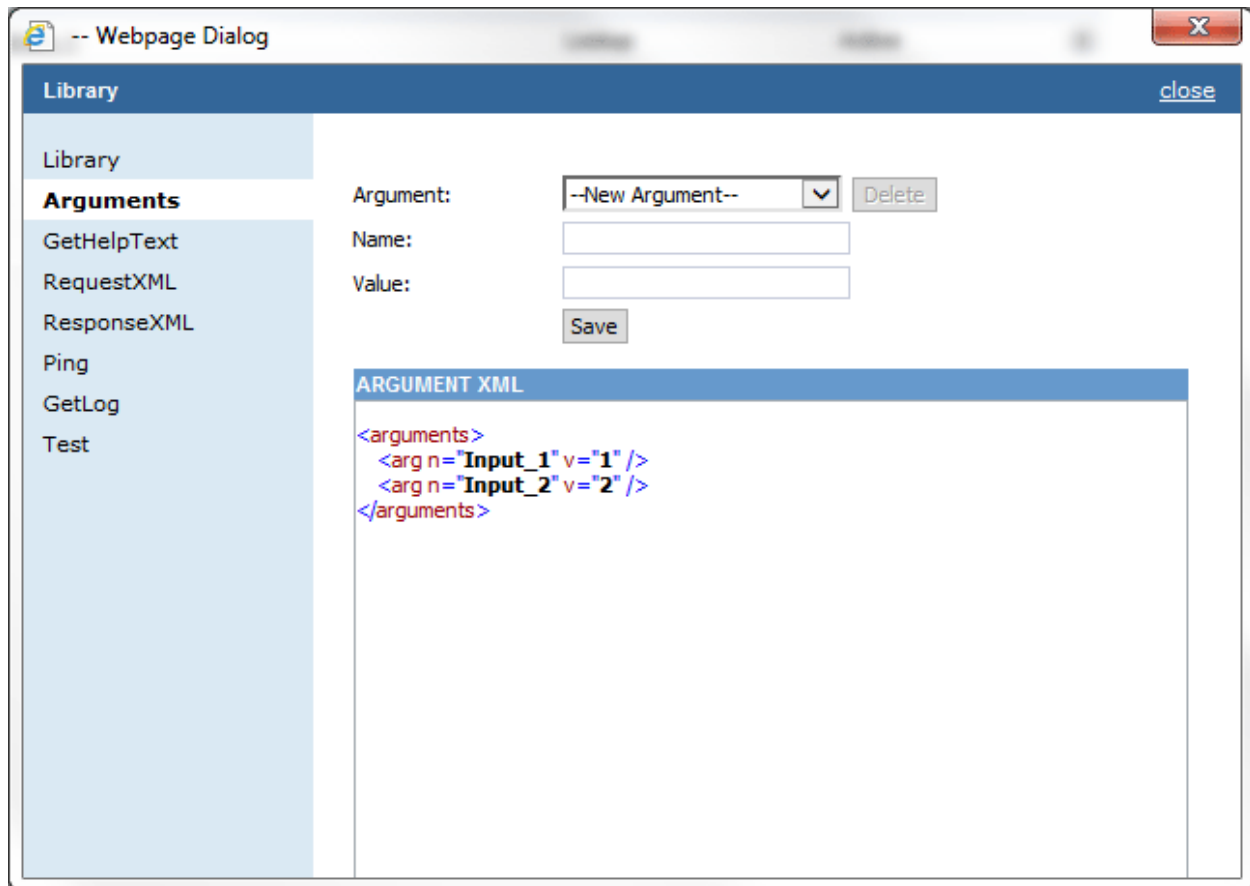 -- Webpage Dialog
Library
close
Library
Arguments
GetHelpText
RequestXML
ResponseXML
Ping
GetLog
Test
Argument:
--New Argument--
Delete
Name:
Value:
Save
ARGUMENT XML
<arguments>
<arg n="Input_1" v="1" />
<arg n="Input_2" v="2" />
</arguments>